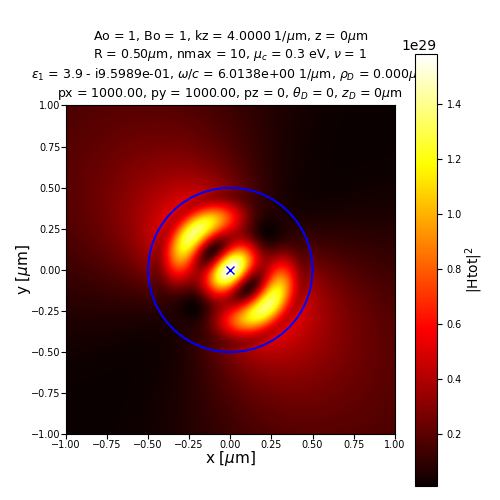 Ao = 1, Bo = 1, kz = 4.0000 1/μm, z = 0μm
R = 0.50μm, nmax = 10, μc = 0.3 eV, ν = 1
ε1 = 3.9 - i9.5989e-01, ω/c = 6.0138e+00 1/μm, ρD = 0.000μ
px = 1000.00, py = 1000.00, pz = 0, θD = 0, zD = 0μm
1e29
1.00
0.75
0.50
0.25
0.00
−0.25
−0.50
−0.75
−1.00
y [μm]
−1.00 −0.75 −0.50 −0.25 0.00 0.25 0.50 0.75 1.00
x [μm]
1.4
1.2
1.0
0.8
0.6
0.4
0.2
|Htot|²